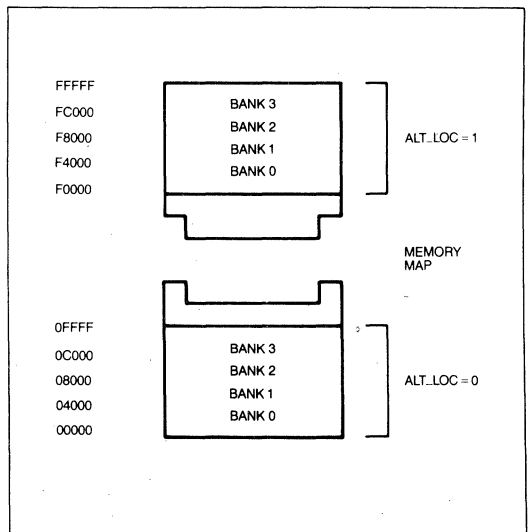 FFFFF
BANK 3
FC000
BANK 2
F8000
BANK 1
ALT_LOC = 1
F4000
BANK 0
F0000
MEMORY
MAP
0FFFF
BANK 3
0C000
BANK 2
08000
BANK 1
ALT_LOC = 0
04000
BANK 0
00000